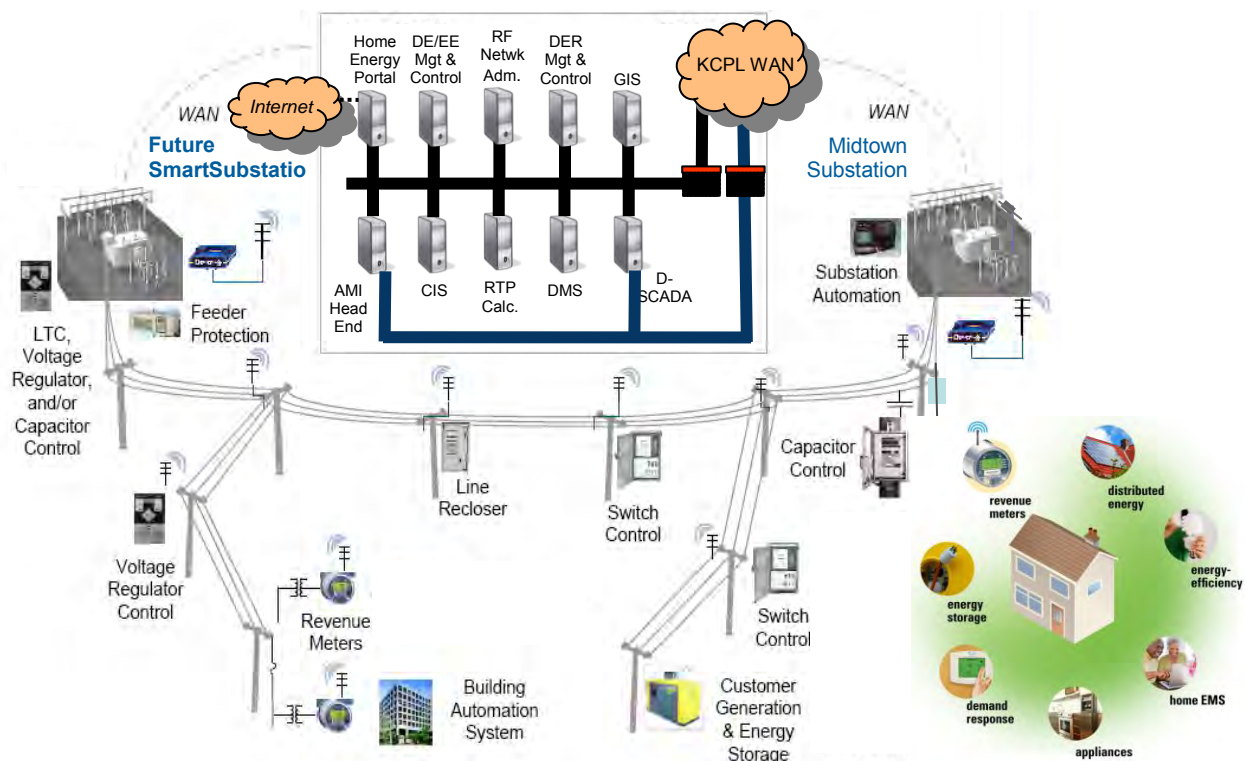 Home
Energy
Portal
DE/EE
Mgt &
Control
RF
Netwk
Adm.
DER
Mgt &
Control
GIS
KCPL WAN
WAN
Internet
WAN
Future
SmartSubstatio
Midtown
Substation
AMI
Head
End
CIS
RTP
Calc.
DMS
D-
SCADA
Substation
Automation
Feeder
Protection
LTC,
Voltage
Regulator,
and/or
Capacitor
Control
Line
Recloser
Switch
Control
Capacitor
Control
Voltage
Regulator
Control
Revenue
Meters
Switch
Control
Building
Automation
System
Customer
Generation
& Energy
Storage
revenue
meters
distributed
energy
energy-
efficiency
energy
storage
home EMS
demand
response
appliances